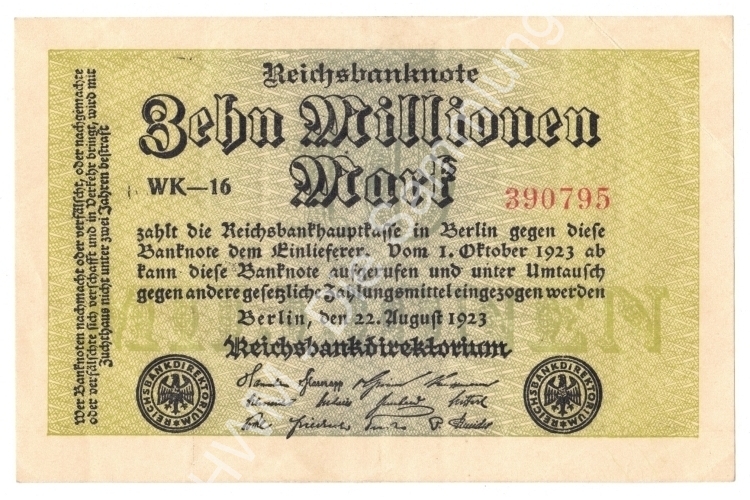 Reichsbanknote
Zehn Millionen
Mark
WK—16
390795
zahlt die Reichsbankhauptkasse in Berlin gegen diese
Banknote dem Einlieferer. Vom 1. Oktober 1923 ab
kann diese Banknote aufgerufen und unter Umtausch
gegen andere gesetzliche Zahlungsmittel eingezogen werden
Berlin, den 22. August 1923
Reichsbankdirektorium
REICHSBANKDIREKTORIUM
REICHSBANKDIREKTORIUM
Wer Banknoten nachmacht oder verfälscht, oder nachgemachte
oder verfälschte sich verschafft und in Verkehr bringt, wird mit
Zuchthaus nicht unter zwei Jahren bestraft